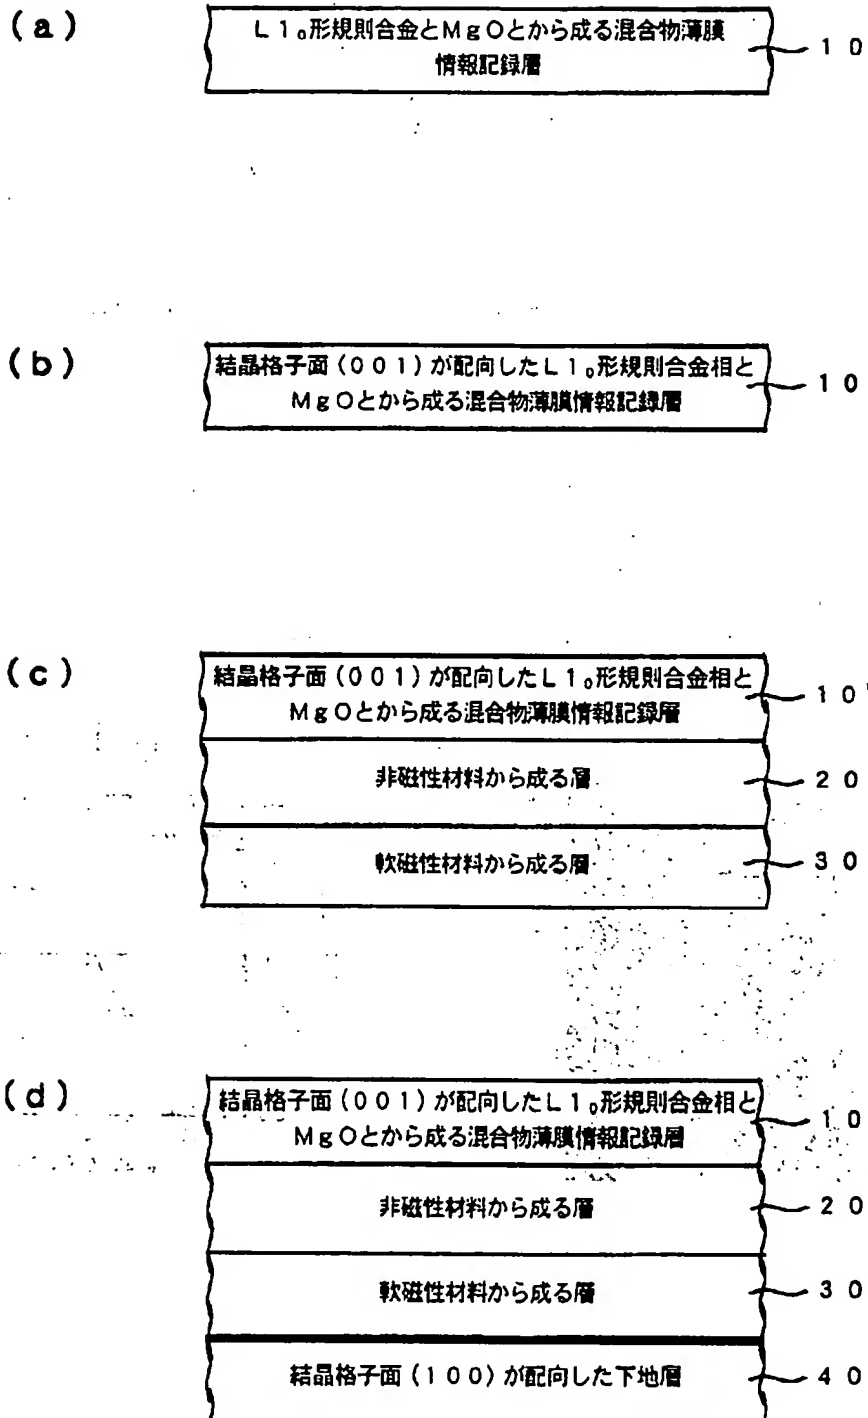 (a)
L1₀形規則合金とMgOとから成る混合物薄膜
情報記録層
10
(b)
結晶格子面(001)が配向したL1₀形規則合金相と
MgOとから成る混合物薄膜情報記録層
10
(c)
結晶格子面(001)が配向したL1₀形規則合金相と
MgOとから成る混合物薄膜情報記録層
10
非磁性材料から成る層
20
軟磁性材料から成る層
30
(d)
結晶格子面(001)が配向したL1₀形規則合金相と
MgOとから成る混合物薄膜情報記録層
10
非磁性材料から成る層
20
軟磁性材料から成る層
30
結晶格子面(100)が配向した下地層
40